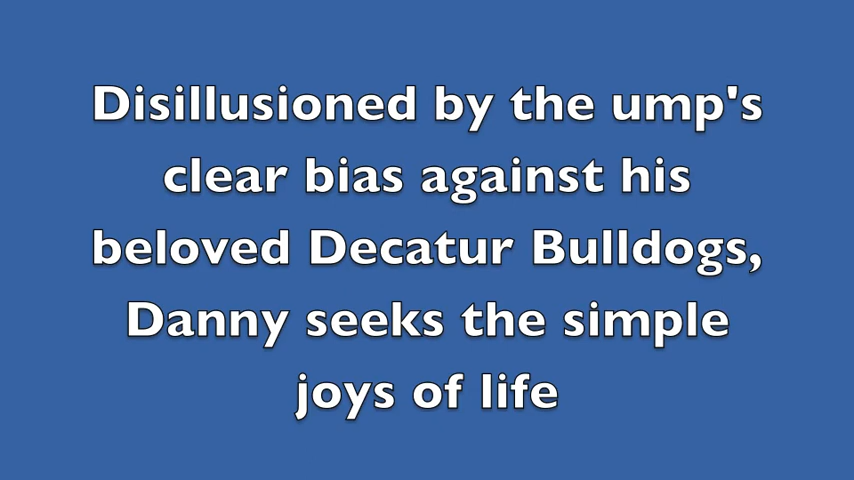 Disillusioned by the ump's
clear bias against his
beloved Decatur Bulldogs,
Danny seeks the simple
joys of life